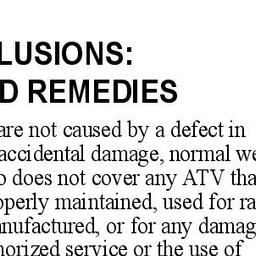 LUSIONS:
D REMEDIES
are not caused by a defect in
accidental damage, normal we
o does not cover any ATV tha
operly maintained, used for ra
nufactured, or for any damag
orized service or the use of